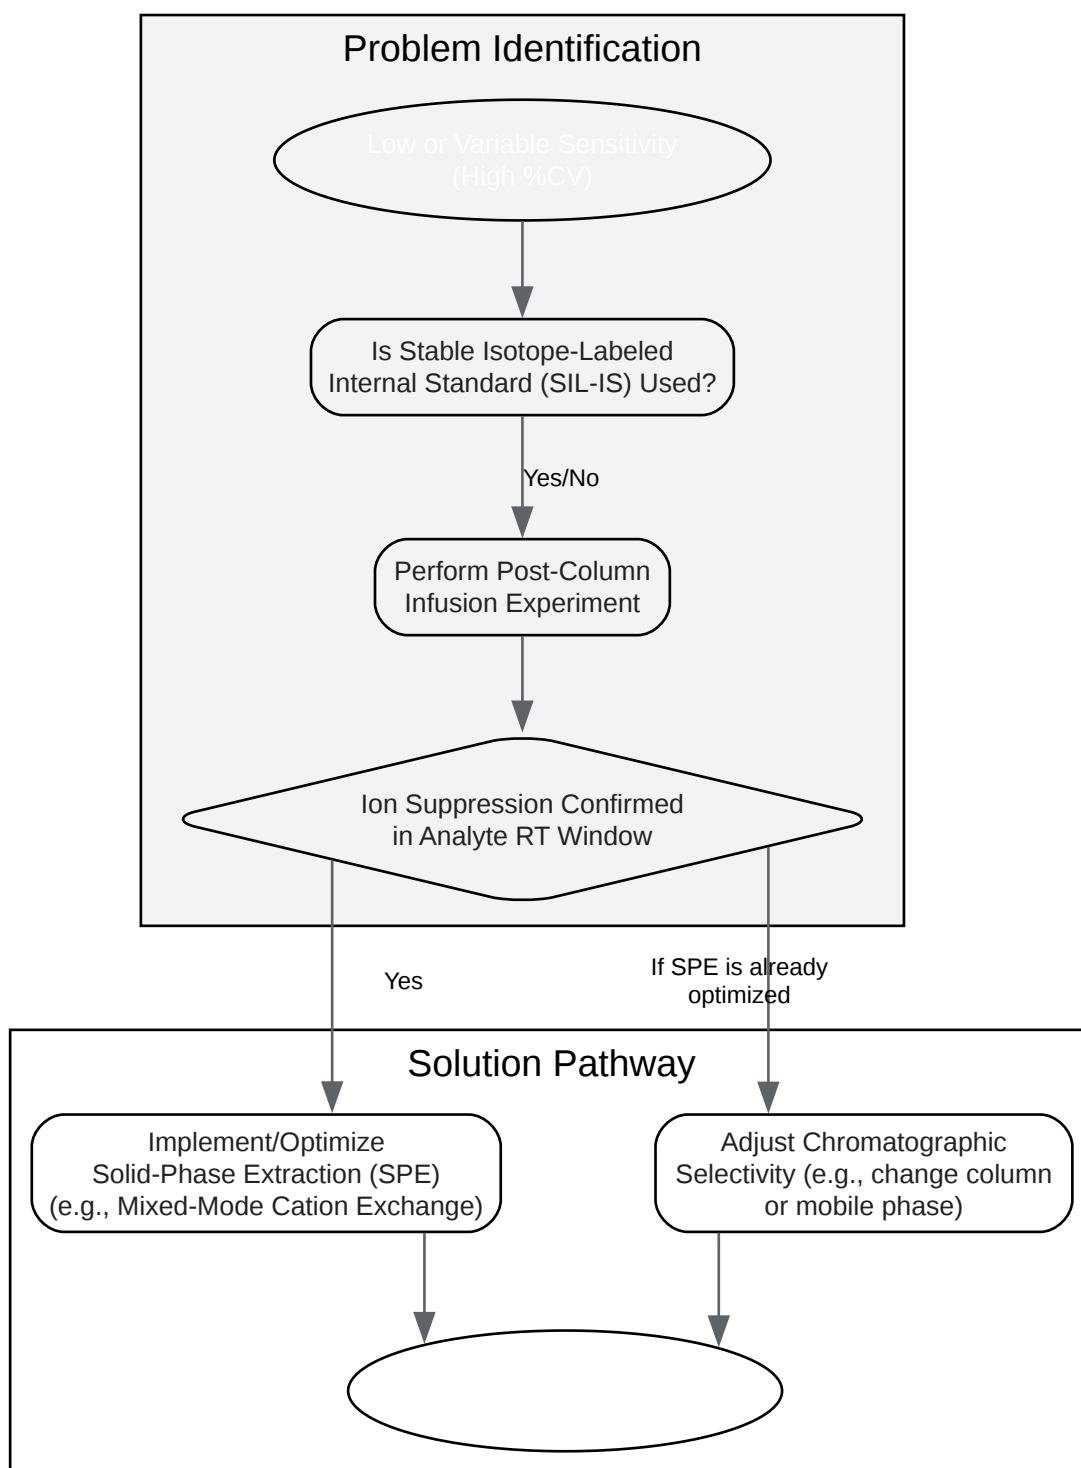 Problem Identification
Low or Variable Sensitivity
(High %CV)
Is Stable Isotope-Labeled
Internal Standard (SIL-IS) Used?
Yes/No
Perform Post-Column
Infusion Experiment
Ion Suppression Confirmed
in Analyte RT Window
Yes
If SPE is already
optimized
Solution Pathway
Implement/Optimize
Solid-Phase Extraction (SPE)
(e.g., Mixed-Mode Cation Exchange)
Adjust Chromatographic
Selectivity (e.g., change column
or mobile phase)